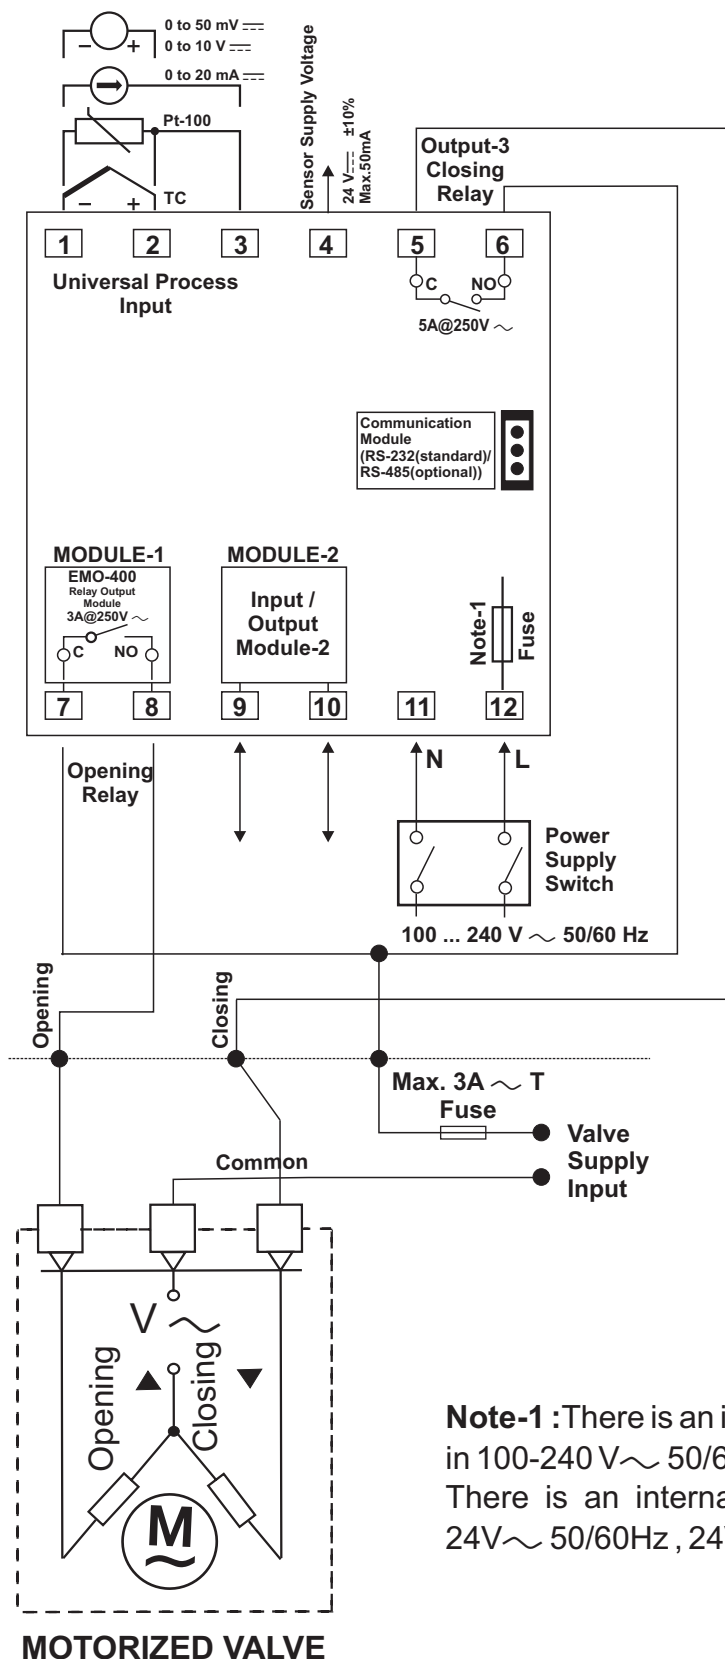 0 to 50 mV
0 to 10 V
− +
0 to 20 mA
Pt-100
− + TC
Sensor Supply Voltage
24 V ±10%
Max.50mA
Output-3
Closing
Relay
1 2 3 4 5 6
Universal Process
Input
C NO
5A@250V ~
Communication
Module
(RS-232(standard)/
RS-485(optional))
MODULE-1
EMO-400
Relay Output
Module
3A@250V ~
C NO
MODULE-2
Input /
Output
Module-2
Note-1
Fuse
7 8 9 10 11 12
Opening
Relay
N L
Power
Supply
Switch
100 ... 240 V ~ 50/60 Hz
Opening
Closing
Max. 3A ~ T
Fuse
Valve
Supply
Input
Common
V ~
Opening
Closing
M
~
Note-1 :There is an i
in 100-240 V~ 50/6
There is an interna
24V~ 50/60Hz , 24
MOTORIZED VALVE